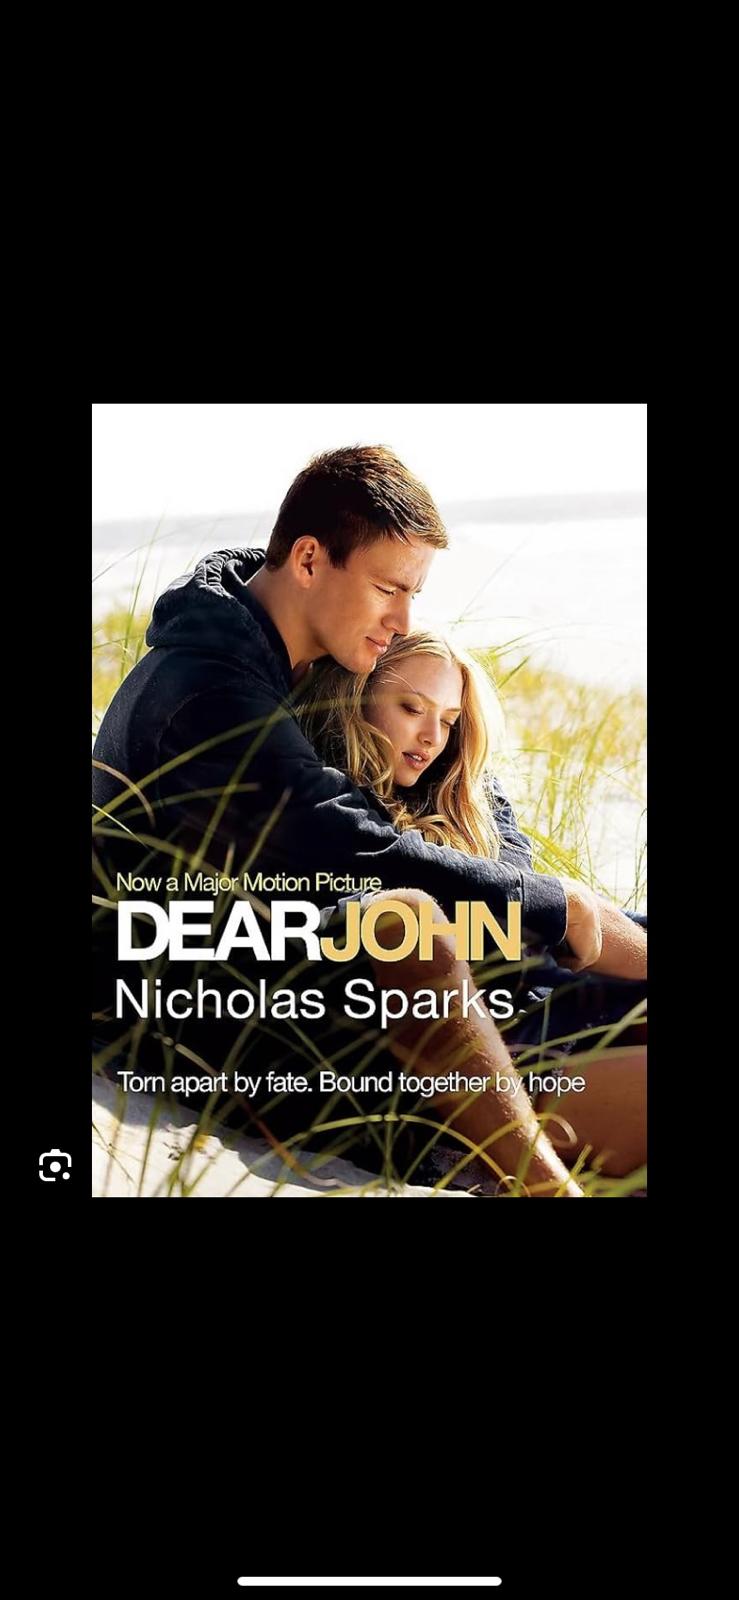 Now a Major Motion Picture
DEARJOHN
Nicholas Sparks
Torn apart by fate. Bound together by hope